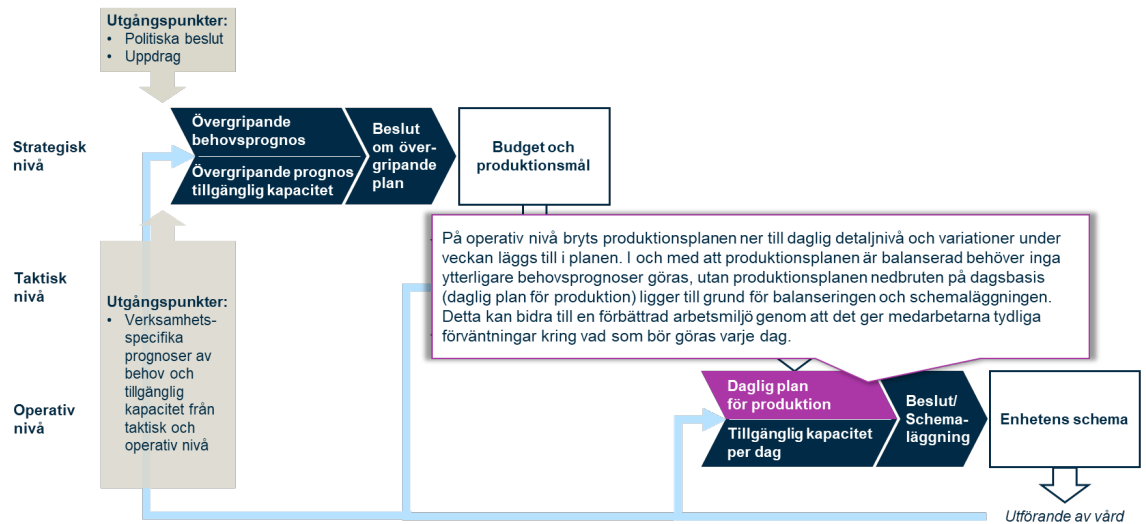 Utgångspunkter:
• Politiska beslut
• Uppdrag
Strategisk
nivå
Övergripande
behovsprognos
Övergripande prognos
tillgänglig kapacitet
Beslut
om över-
gripande
plan
Budget och
produktionsmål
På operativ nivå bryts produktionsplanen ner till daglig detaljnivå och variationer under
veckan läggs till i planen. I och med att produktionsplanen är balanserad behöver inga
ytterligare behovsprognoser göras, utan produktionsplanen nedbruten på dagsbasis
(daglig plan för produktion) ligger till grund för balanseringen och schemaläggningen.
Detta kan bidra till en förbättrad arbetsmiljö genom att det ger medarbetarna tydliga
förväntningar kring vad som bör göras varje dag.
Taktisk
nivå
Utgångspunkter:
• Verksamhets-
specifika
prognoser av
behov och
tillgänglig
kapacitet från
taktisk och
operativ nivå
Operativ
nivå
Daglig plan
för produktion
Tillgänglig kapacitet
per dag
Beslut/
Schema-
läggning
Enhetens schema
Utförande av vård